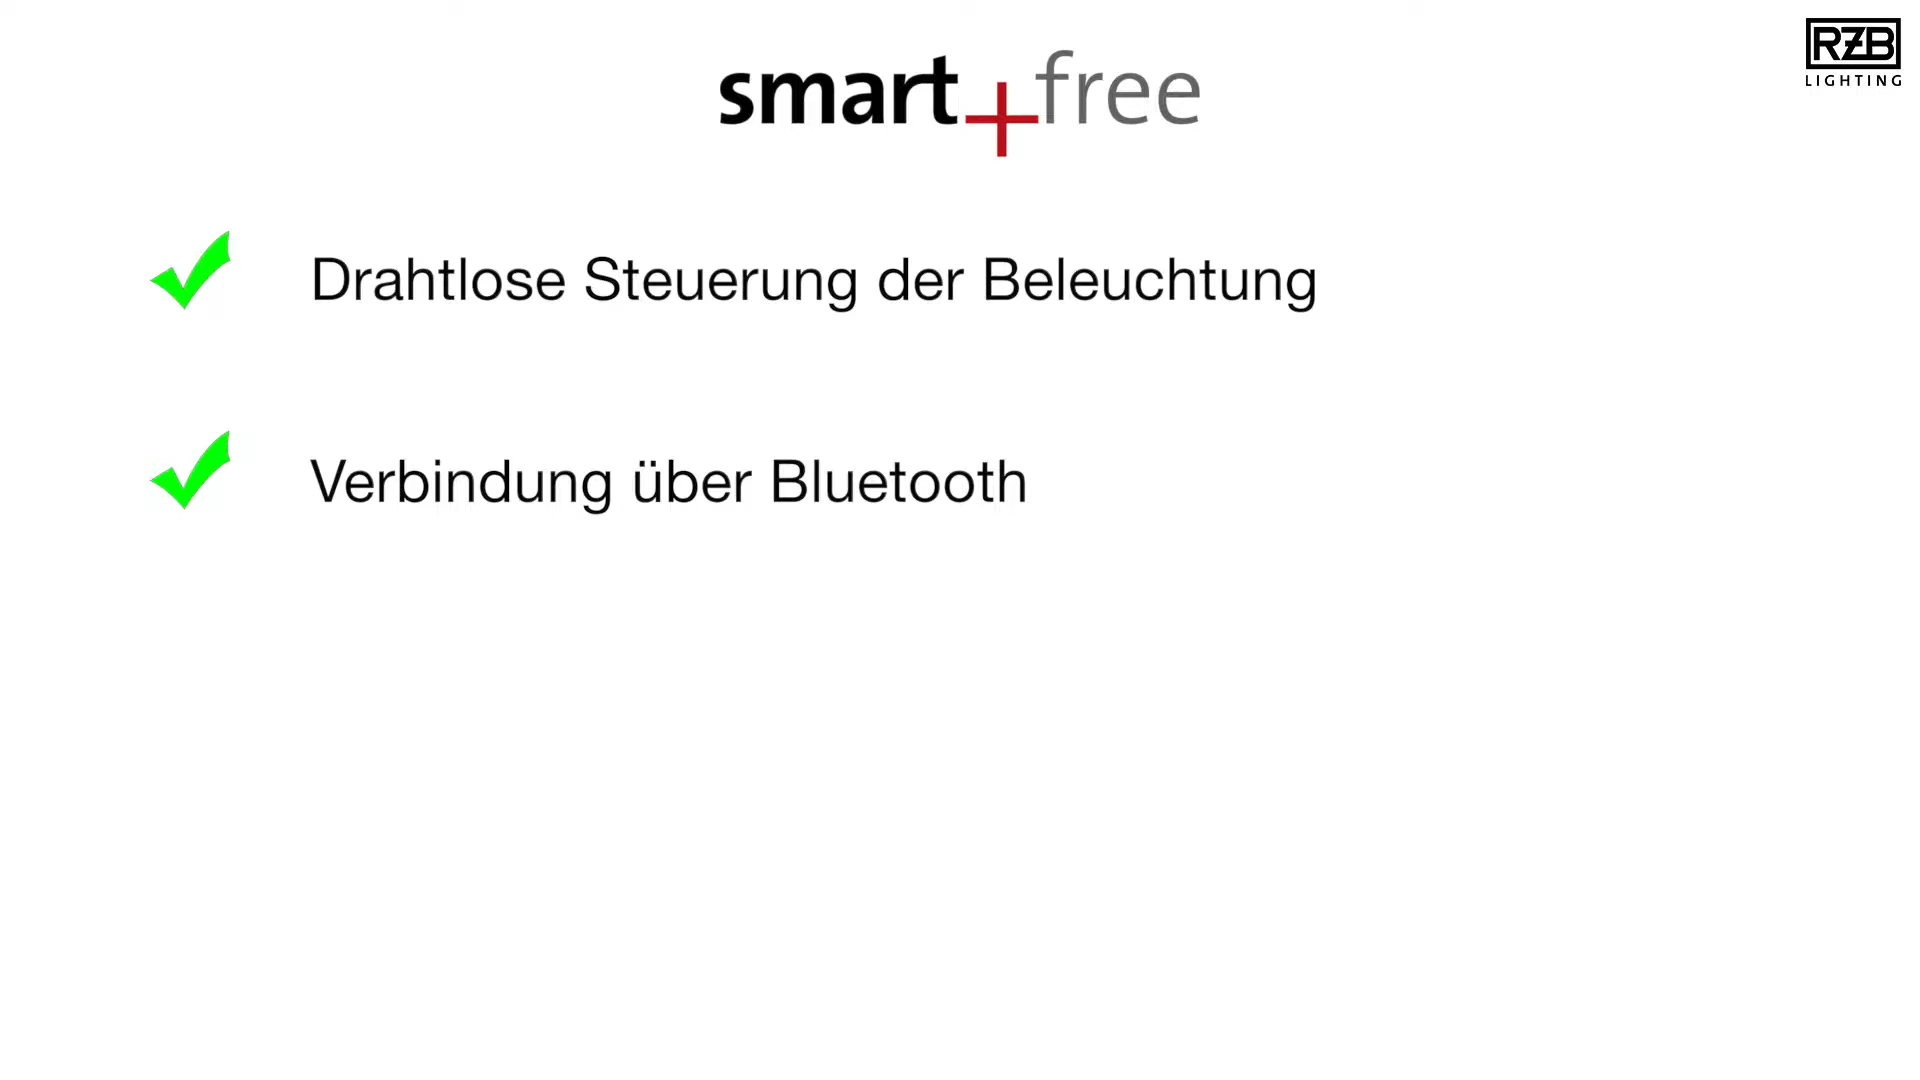 smart+free
RZB
LIGHTING
Drahtlose Steuerung der Beleuchtung
Verbindung über Bluetooth